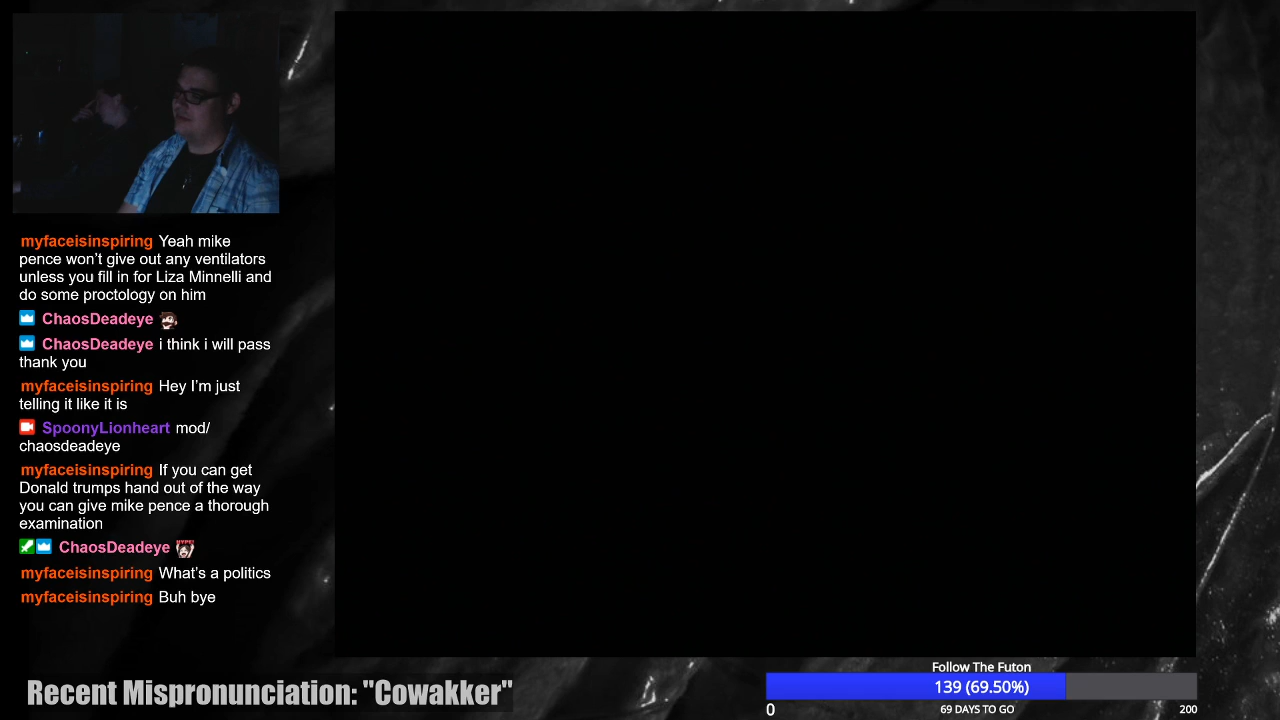 myfaceisinspiring Yeah mike
pence won't give out any ventilators
unless you fill in for Liza Minnelli and
do some proctology on him
ChaosDeadeye
ChaosDeadeye i think i will pass
thank you
myfaceisinspiring Hey I'm just
telling it like it is
SpoonyLionheart mod/
chaosdeadeye
myfaceisinspiring If you can get
Donald trumps hand out of the way
you can give mike pence a thorough
examination
ChaosDeadeye
myfaceisinspiring What's a politics
myfaceisinspiring Buh bye
Recent Mispronunciation: "Cowakker"
Follow The Futon
139 (69.50%)
0 69 DAYS TO GO 200